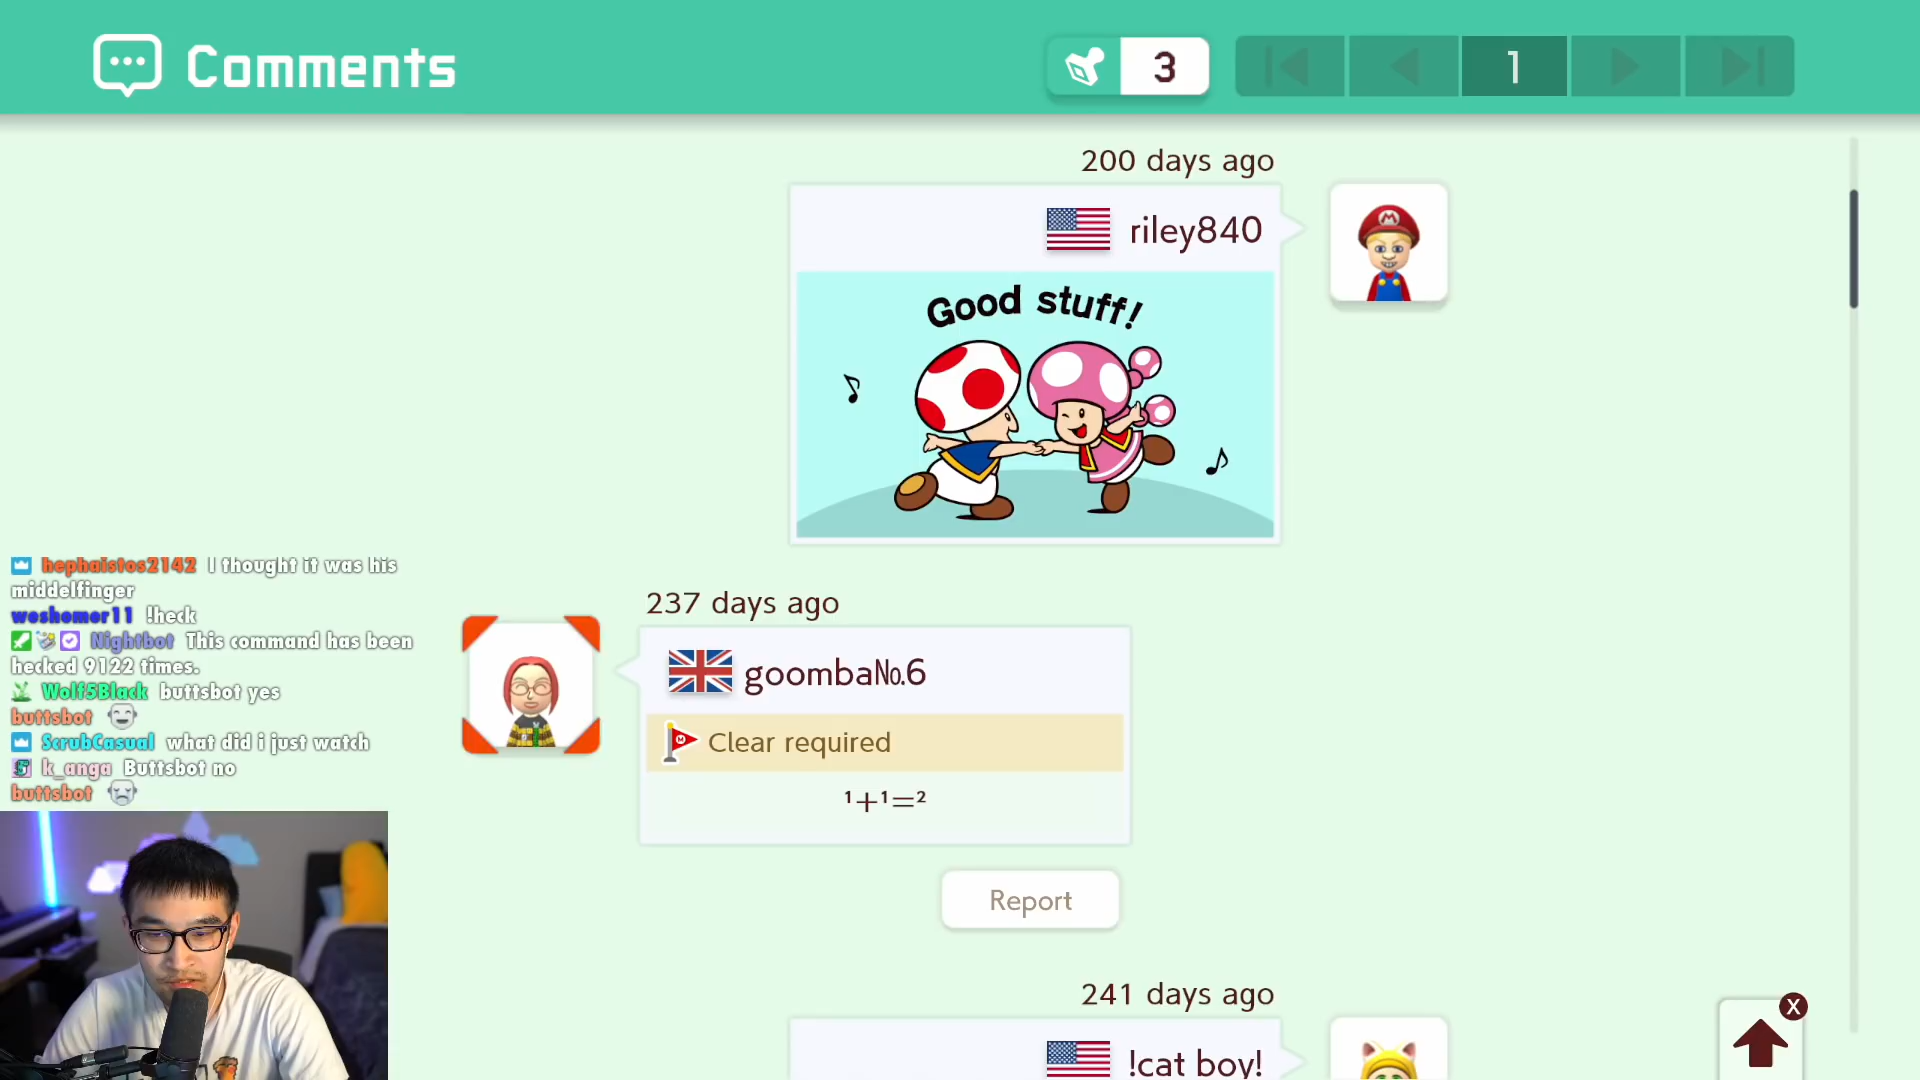 Comments
3
1
200 days ago
riley840
Good stuff!
237 days ago
goomba№.6
Clear required
¹+¹=²
Report
241 days ago
!cat boy!
X
hephaistos2142 I thought it was his
middelfinger
weshomer11 !heck
Nightbot This command has been
hecked 9122 times.
Wolf5Black buttsbot yes
buttsbot
ScrubCasual what did i just watch
k_anga Buttsbot no
buttsbot